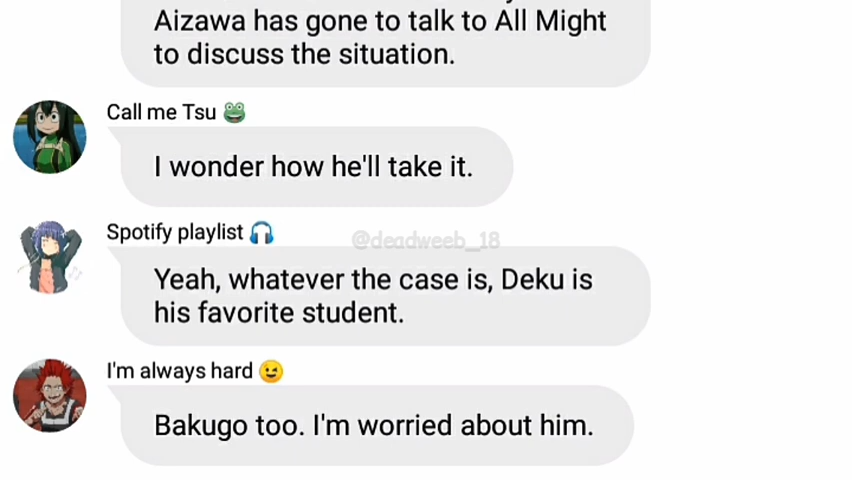 Aizawa has gone to talk to All Might
to discuss the situation.
Call me Tsu 🐸
I wonder how he'll take it.
Spotify playlist 🎧
@deadweeb_18
Yeah, whatever the case is, Deku is
his favorite student.
I'm always hard 😉
Bakugo too. I'm worried about him.